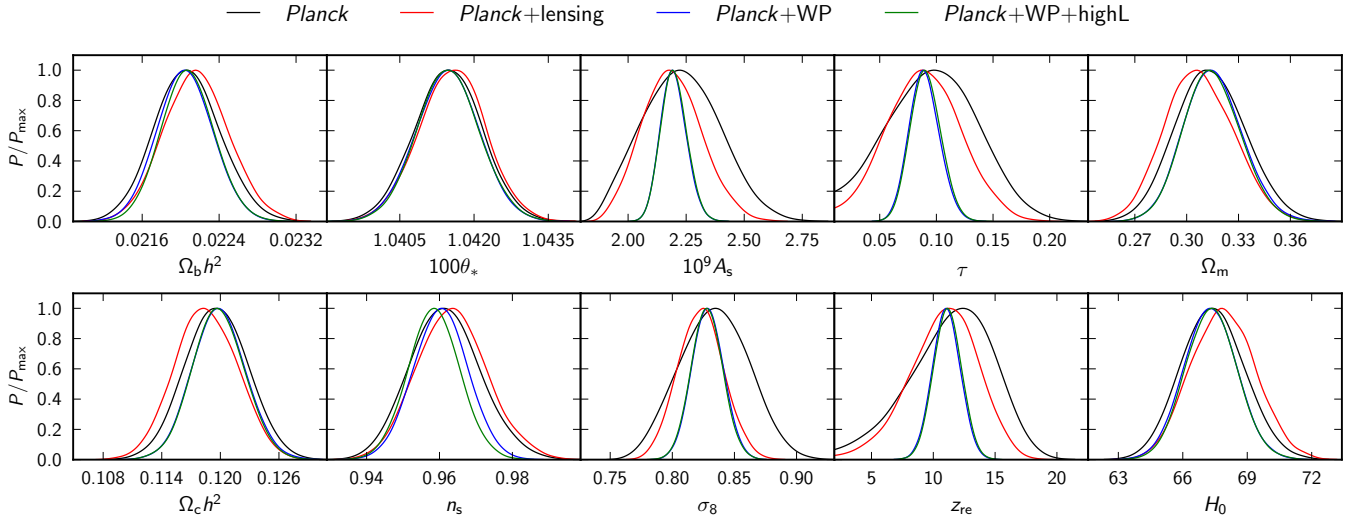 Planck Planck+lensing Planck+WP Planck+WP+highL
P/Pmax
1.0
0.8
0.6
0.4
0.2
0.0
0.0216 0.0224 0.0232 1.0405 1.0420 1.0435 2.00 2.25 2.50 2.75 0.05 0.10 0.15 0.20 0.27 0.30 0.33 0.36
Ωbh² 100θ* 10⁹As τ Ωm
P/Pmax
1.0
0.8
0.6
0.4
0.2
0.0
0.108 0.114 0.120 0.126 0.94 0.96 0.98 0.75 0.80 0.85 0.90 5 10 15 20 63 66 69 72
Ωch² ns σ8 zre H0